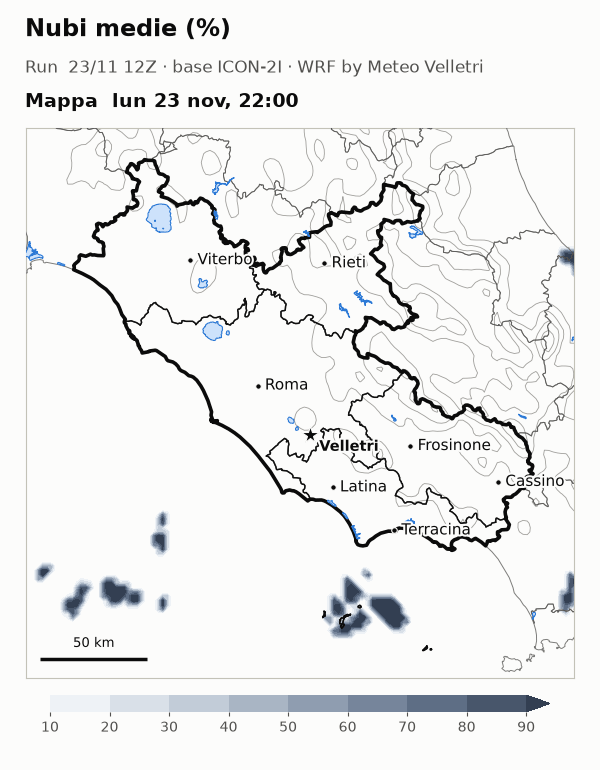 Nubi medie (%)
Run  23/11 12Z · base ICON-2I · WRF by Meteo Velletri
Mappa  lun 23 nov, 22:00
Viterbo
Rieti
Roma
Velletri
Frosinone
Cassino
Latina
Terracina
50 km
10 20 30 40 50 60 70 80 90